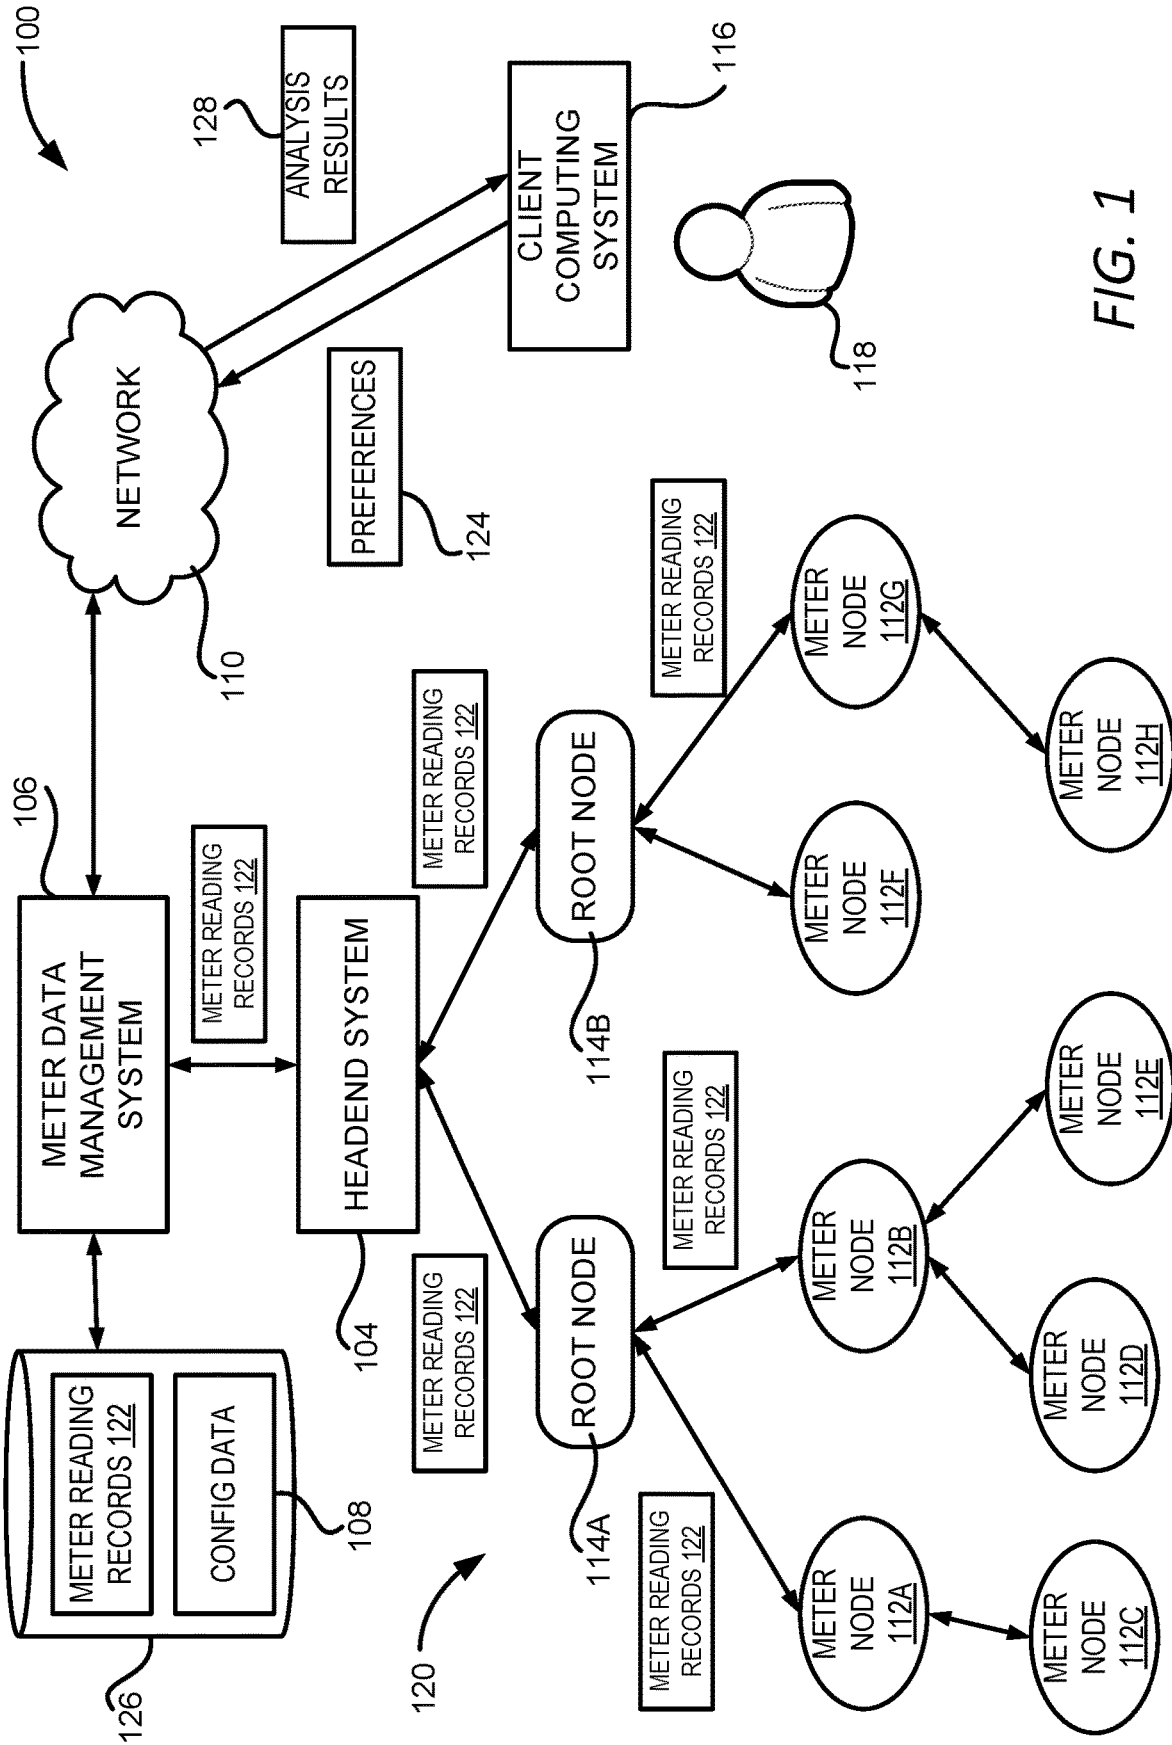 100
128
ANALYSIS
RESULTS
CLIENT
COMPUTING
SYSTEM
116
118
NETWORK
110
PREFERENCES
124
106
METER DATA
MANAGEMENT
SYSTEM
METER READING
RECORDS 122
METER READING
RECORDS 122
CONFIG DATA
108
126
HEADEND SYSTEM
104
120
METER READING
RECORDS 122
METER READING
RECORDS 122
ROOT NODE
114A
ROOT NODE
114B
METER READING
RECORDS 122
METER READING
RECORDS 122
METER READING
RECORDS 122
METER
NODE
112A
METER
NODE
112B
METER
NODE
112F
METER
NODE
112G
METER
NODE
112C
METER
NODE
112D
METER
NODE
112E
METER
NODE
112H
FIG. 1